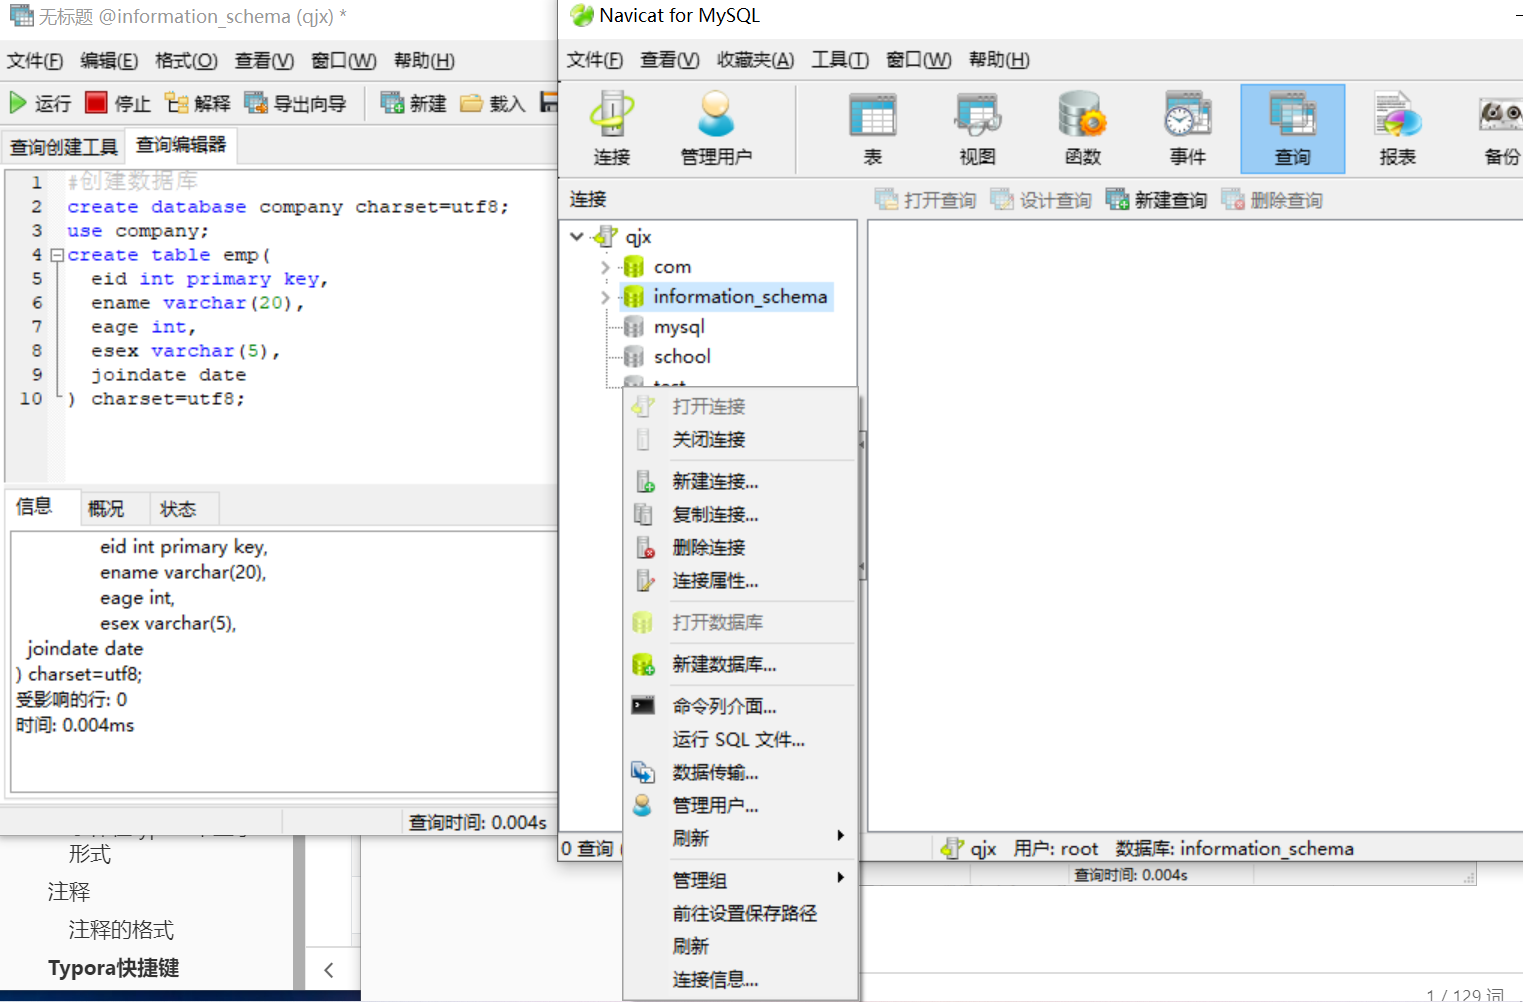 无标题 @information_schema (qjx) *
文件(F) 编辑(E) 格式(O) 查看(V) 窗口(W) 帮助(H)
运行 停止 解释 导出向导 新建 载入
查询创建工具 查询编辑器
1 #创建数据库
2 create database company charset=utf8;
3 use company;
4 create table emp(
5 eid int primary key,
6 ename varchar(20),
7 eage int,
8 esex varchar(5),
9 joindate date
10 ) charset=utf8;
信息 概况 状态
eid int primary key,
ename varchar(20),
eage int,
esex varchar(5),
joindate date
) charset=utf8;
受影响的行: 0
时间: 0.004ms
查询时间: 0.004s
形式
注释
注释的格式
Typora快捷键
Navicat for MySQL
文件(F) 查看(V) 收藏夹(A) 工具(T) 窗口(W) 帮助(H)
连接 管理用户 表 视图 函数 事件 查询 报表 备份
连接
打开查询 设计查询 新建查询 删除查询
qjx
com
information_schema
mysql
school
test
打开连接
关闭连接
新建连接...
复制连接...
删除连接
连接属性...
打开数据库
新建数据库...
命令列介面...
运行 SQL 文件...
数据传输...
管理用户...
刷新
管理组
前往设置保存路径
刷新
连接信息...
0 查询 (
qjx 用户: root 数据库: information_schema
查询时间: 0.004s
1 / 129 词